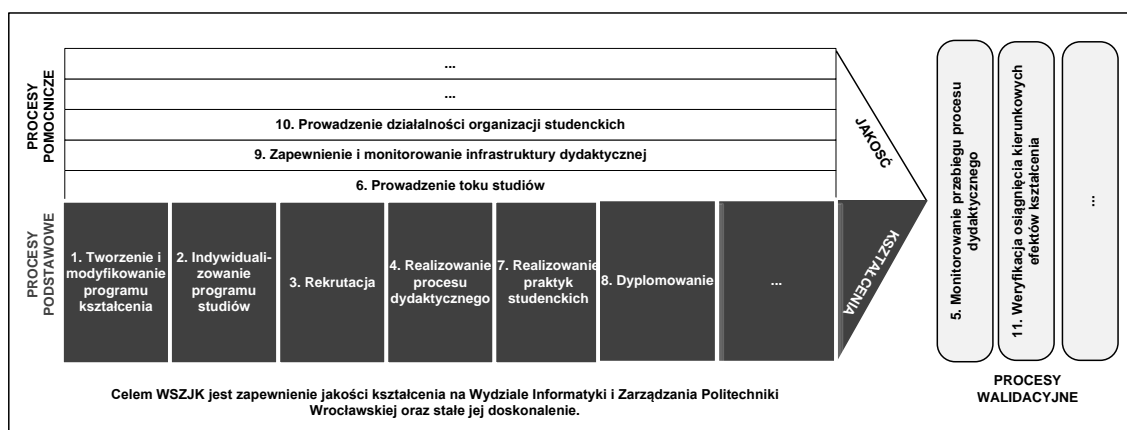 PROCESY
POMOCNICZE
...
...
10. Prowadzenie działalności organizacji studenckich
9. Zapewnienie i monitorowanie infrastruktury dydaktycznej
6. Prowadzenie toku studiów
PROCESY
PODSTAWOWE
1. Tworzenie i
modyfikowanie
programu
kształcenia
2. Indywiduali-
zowanie
programu
studiów
3. Rekrutacja
4. Realizowanie
procesu
dydaktycznego
7. Realizowanie
praktyk
studenckich
8. Dyplomowanie
...
JAKOŚĆ
KSZTAŁCENIA
5. Monitorowanie przebiegu procesu
dydaktycznego
11. Weryfikacja osiągnięcia kierunkowych
efektów kształcenia
...
PROCESY
WALIDACYJNE
Celem WSZJK jest zapewnienie jakości kształcenia na Wydziale Informatyki i Zarządzania Politechniki
Wrocławskiej oraz stałe jej doskonalenie.